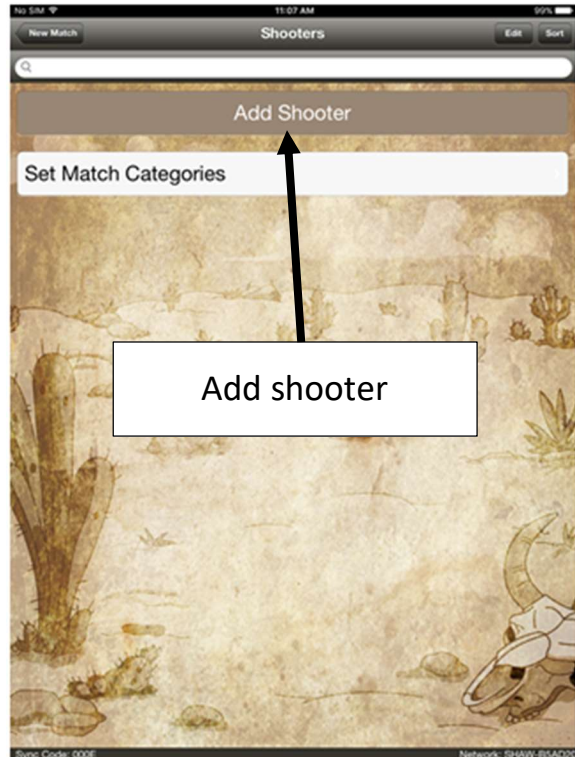 No SIM 11:07 AM 99%
New Match Shooters Edit Sort
Add Shooter
Set Match Categories
Add shooter
Sync Code: 000E Network: SHAW-B5AD20